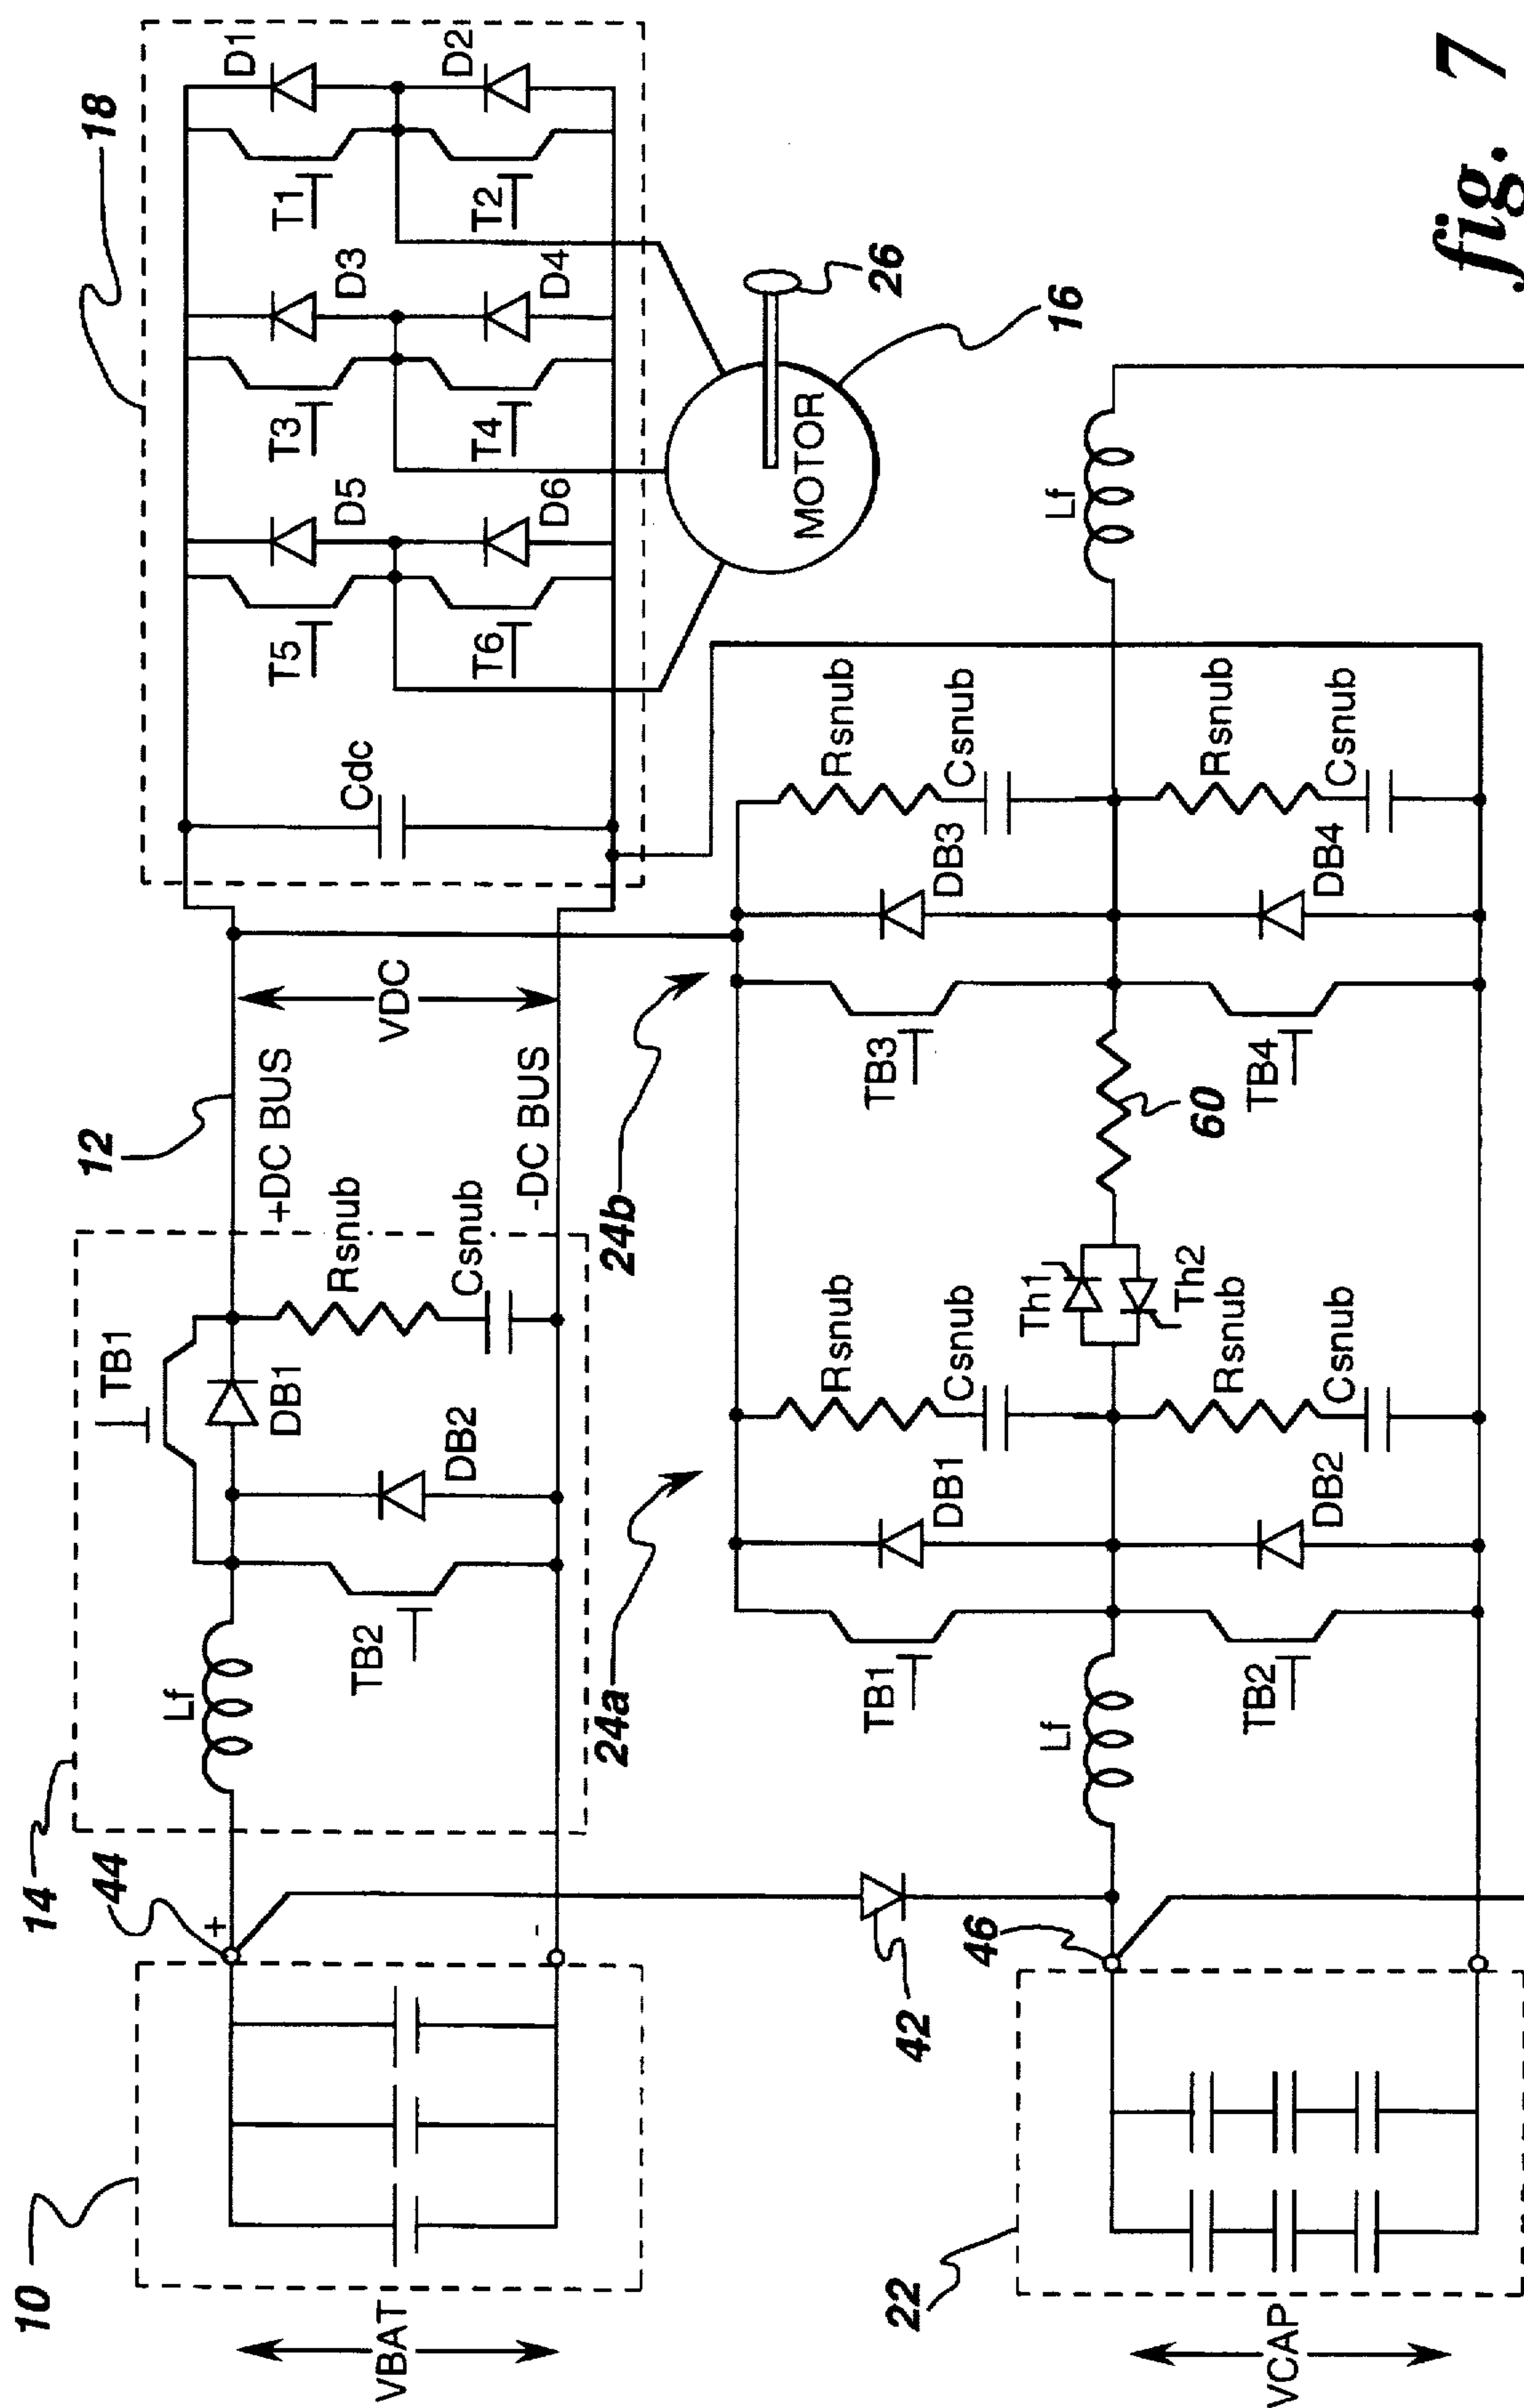 18
D1
D2
T1
T2
D3
D4
T3
T4
D5
D6
T5
T6
Cdc
26
16
MOTOR
12
+DC BUS
-DC BUS
VDC
14
44
+
-
Lf
TB1
DB1
TB2
DB2
Rsnub
Csnub
10
VBAT
24a
24b
42
46
22
VCAP
Lf
TB1
DB1
Rsnub
Csnub
TB2
DB2
Rsnub
Csnub
Th1
Th2
60
TB3
DB3
Rsnub
Csnub
TB4
DB4
Rsnub
Csnub
Lf
fig. 7